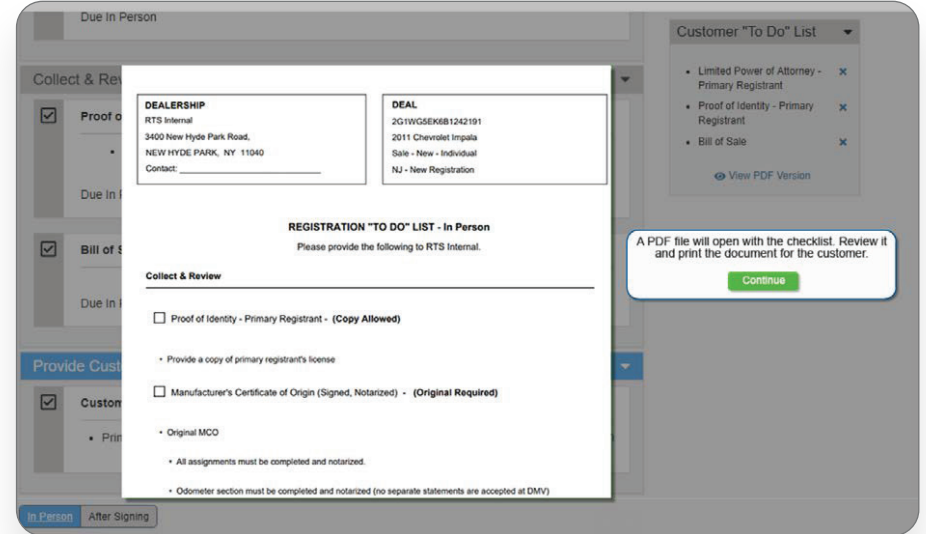 Due In Person
Customer "To Do" List
Limited Power of Attorney -
Primary Registrant
Proof of Identity - Primary
Registrant
Bill of Sale
View PDF Version
Collect & Rev
Proof o
Due In
Bill of S
Due In
Provide Cust
Custom
Prin
In Person
After Signing
DEALERSHIP
RTS Internal
3400 New Hyde Park Road,
NEW HYDE PARK, NY 11040
Contact:
DEAL
2G1WG5EK6B1242191
2011 Chevrolet Impala
Sale - New - Individual
NJ - New Registration
REGISTRATION "TO DO" LIST - In Person
Please provide the following to RTS Internal.
Collect & Review
Proof of Identity - Primary Registrant - (Copy Allowed)
• Provide a copy of primary registrant's license
Manufacturer's Certificate of Origin (Signed, Notarized) - (Original Required)
• Original MCO
• All assignments must be completed and notarized.
• Odometer section must be completed and notarized (no separate statements are accepted at DMV)
A PDF file will open with the checklist. Review it
and print the document for the customer.
Continue